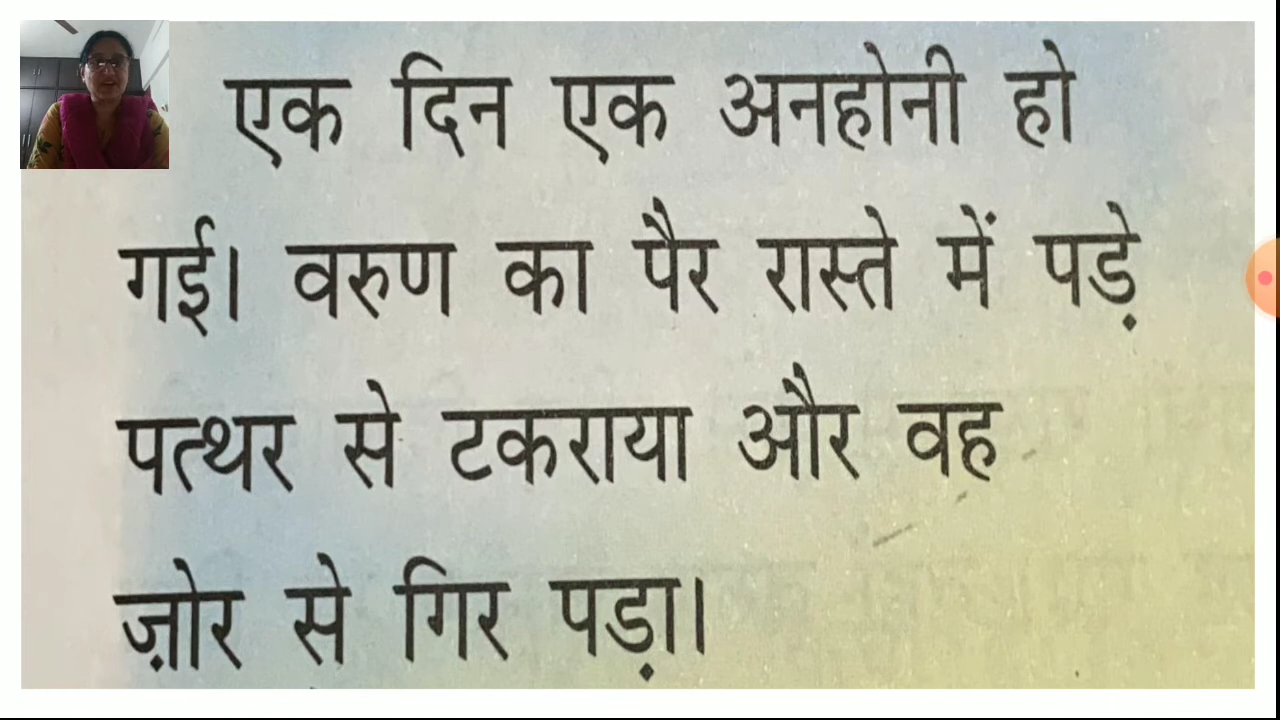 एक दिन एक अनहोनी हो
गई। वरुण का पैर रास्ते में पड़े
पत्थर से टकराया और वह
ज़ोर से गिर पड़ा।